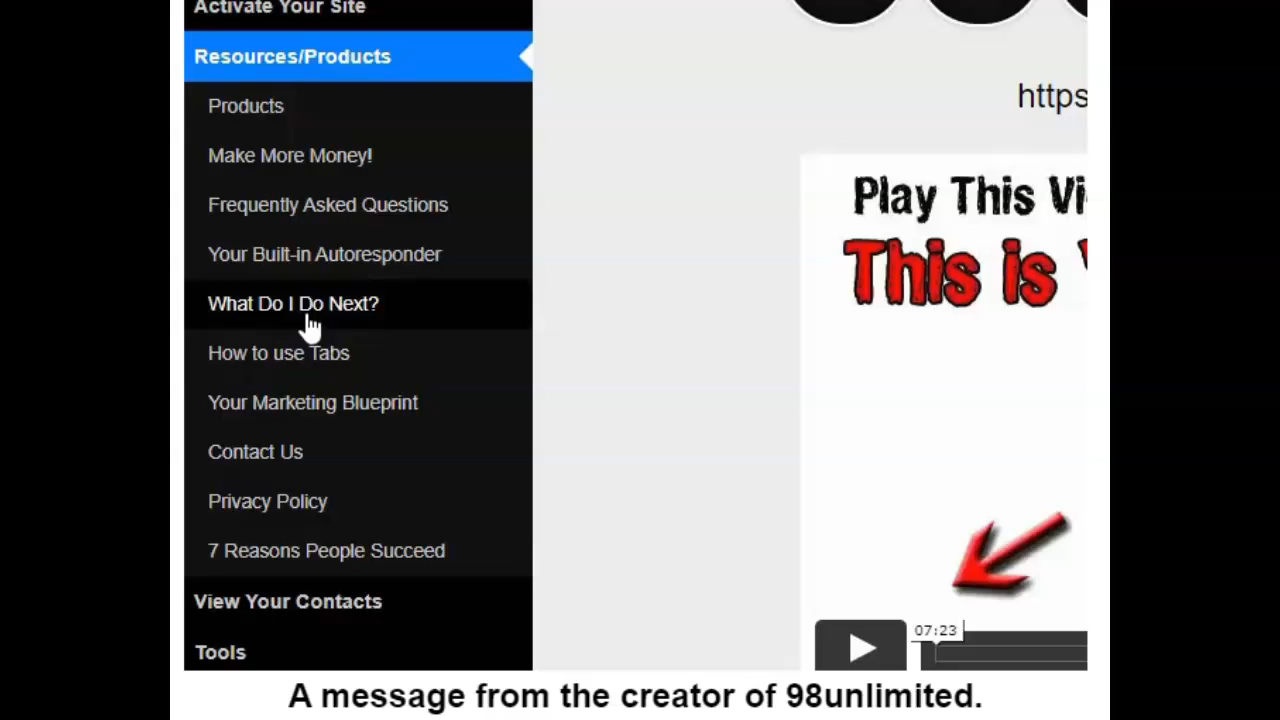 Activate Your Site
Resources/Products
Products
Make More Money!
Frequently Asked Questions
Your Built-in Autoresponder
What Do I Do Next?
How to use Tabs
Your Marketing Blueprint
Contact Us
Privacy Policy
7 Reasons People Succeed
View Your Contacts
Tools
https
Play This Vi
This is
07:23
A message from the creator of 98unlimited.